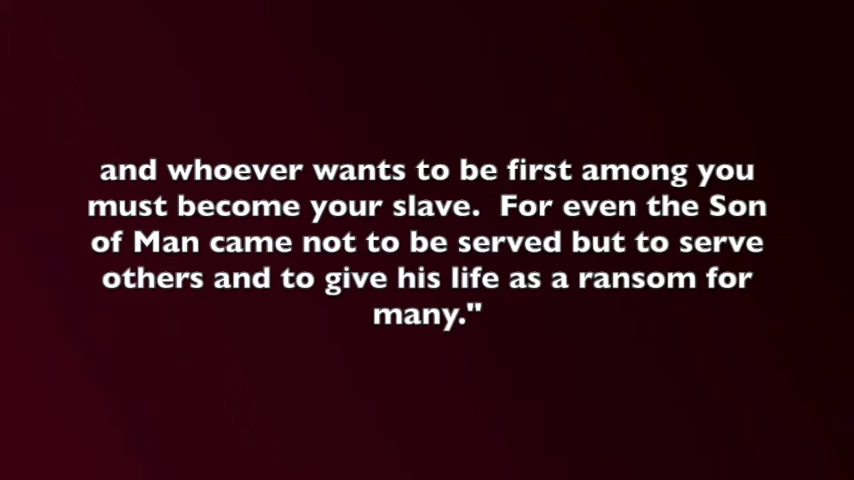 and whoever wants to be first among you
must become your slave.  For even the Son
of Man came not to be served but to serve
others and to give his life as a ransom for
many."